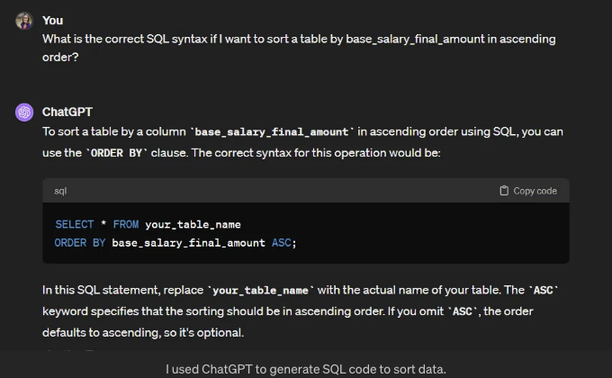 You
What is the correct SQL syntax if I want to sort a table by base_salary_final_amount in ascending
order?
ChatGPT
To sort a table by a column `base_salary_final_amount` in ascending order using SQL, you can
use the `ORDER BY` clause. The correct syntax for this operation would be:
sql
Copy code
SELECT * FROM your_table_name
ORDER BY base_salary_final_amount ASC;
In this SQL statement, replace `your_table_name` with the actual name of your table. The `ASC`
keyword specifies that the sorting should be in ascending order. If you omit `ASC`, the order
defaults to ascending, so it's optional.
I used ChatGPT to generate SQL code to sort data.